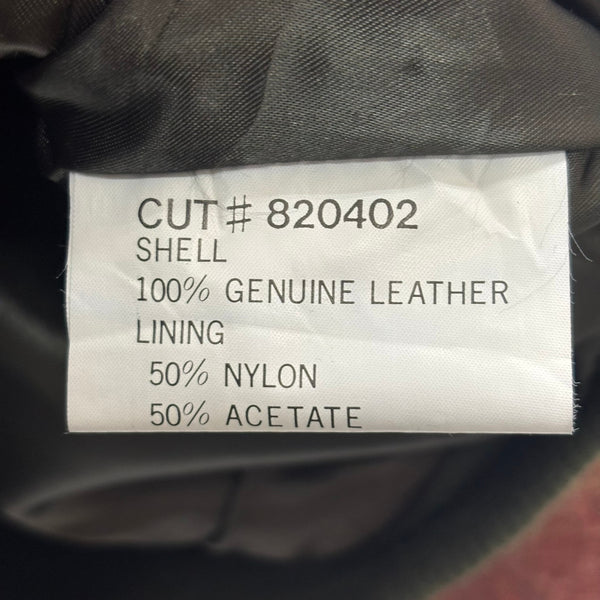 CUT# 820402
SHELL
100% GENUINE LEATHER
LINING
50% NYLON
50% ACETATE